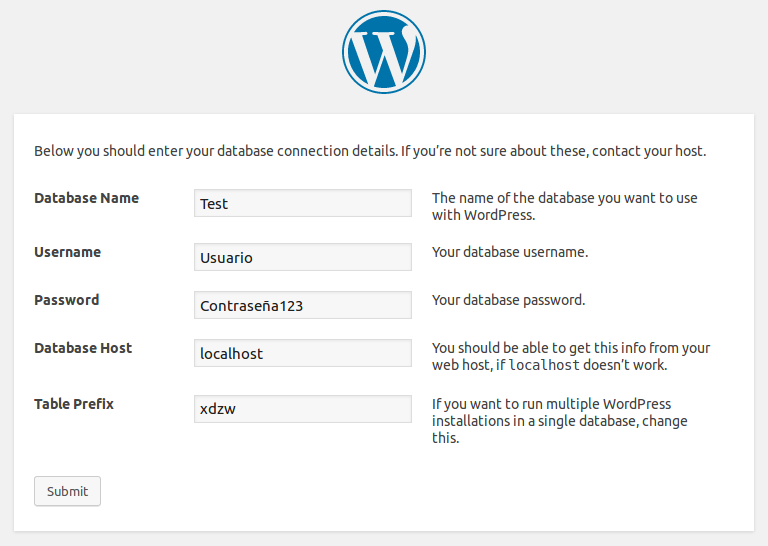 Below you should enter your database connection details. If you’re not sure about these, contact your host.
Database Name
Test
The name of the database you want to use
with WordPress.
Username
Usuario
Your database username.
Password
Contraseña123
Your database password.
Database Host
localhost
You should be able to get this info from your
web host, if localhost doesn’t work.
Table Prefix
xdzw
If you want to run multiple WordPress
installations in a single database, change
this.
Submit